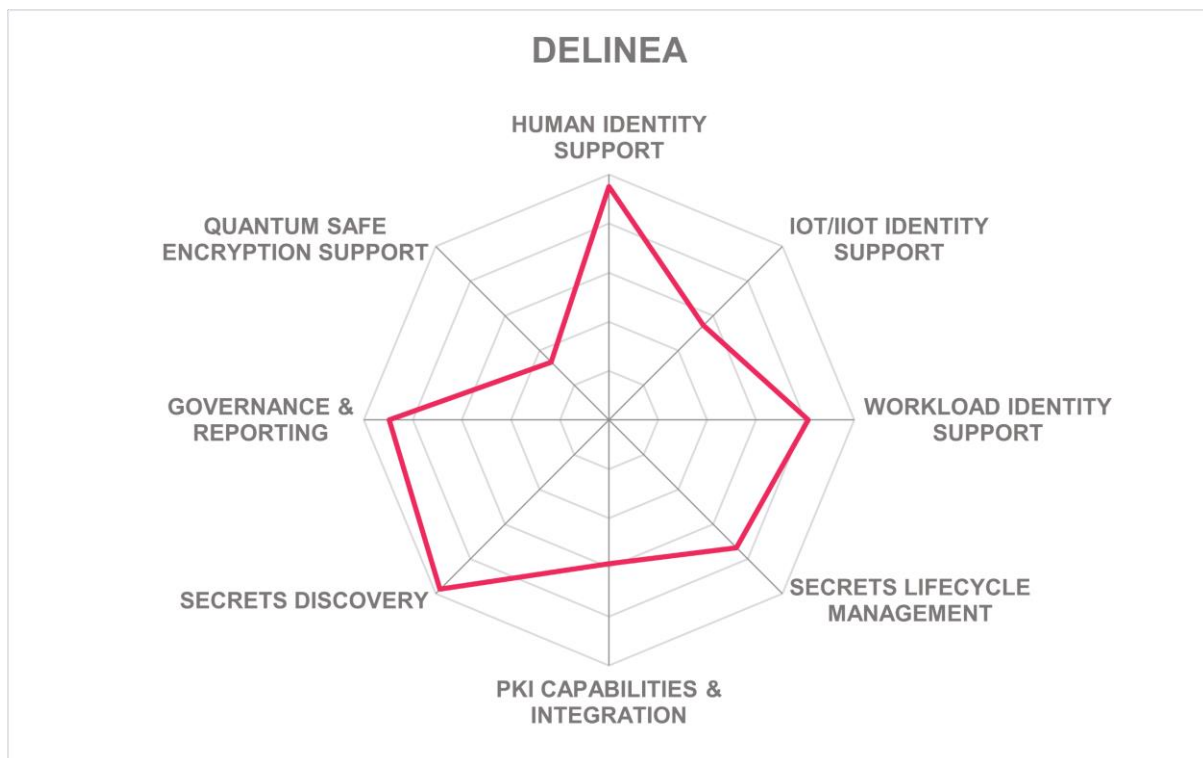 DELINEA
HUMAN IDENTITY
SUPPORT
QUANTUM SAFE
ENCRYPTION SUPPORT
IOT/IIOT IDENTITY
SUPPORT
GOVERNANCE &
REPORTING
WORKLOAD IDENTITY
SUPPORT
SECRETS DISCOVERY
SECRETS LIFECYCLE
MANAGEMENT
PKI CAPABILITIES &
INTEGRATION